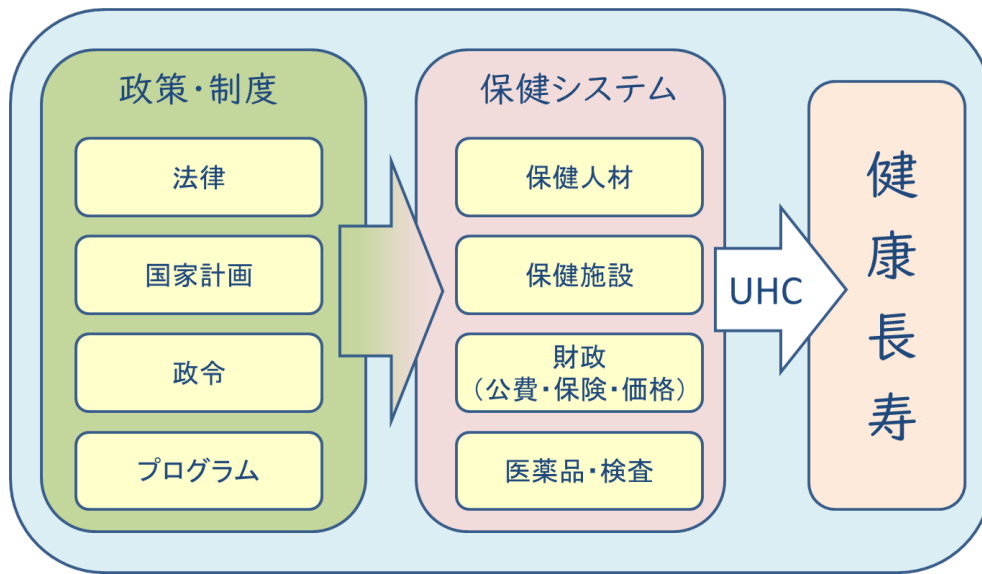 政策・制度
法律
国家計画
政令
プログラム
保健システム
保健人材
保健施設
財政
（公費・保険・価格）
医薬品・検査
UHC
健康長寿